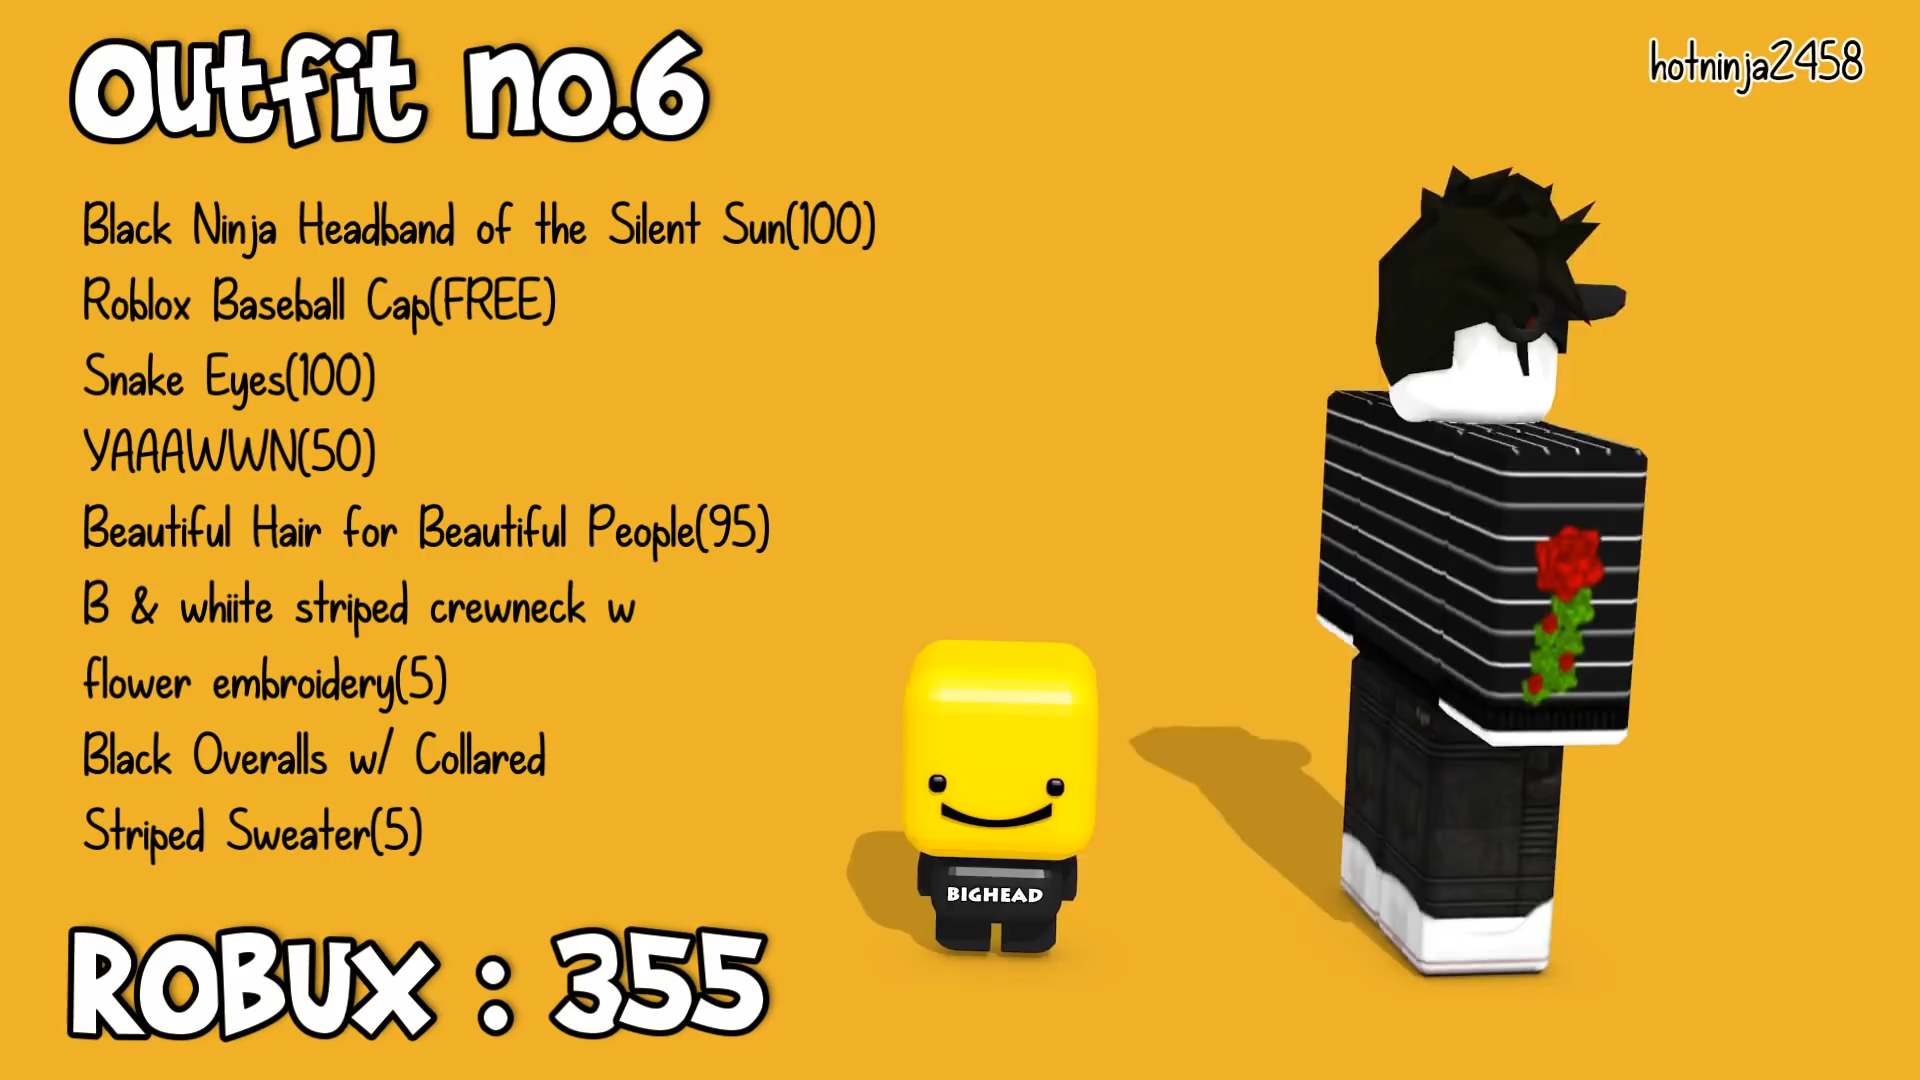 Outfit no.6
hotninja2458
Black Ninja Headband of the Silent Sun(100)
Roblox Baseball Cap(FREE)
Snake Eyes(100)
YAAAWWN(50)
Beautiful Hair for Beautiful People(95)
B & whiite striped crewneck w
flower embroidery(5)
Black Overalls w/ Collared
Striped Sweater(5)
BIGHEAD
ROBUX : 355